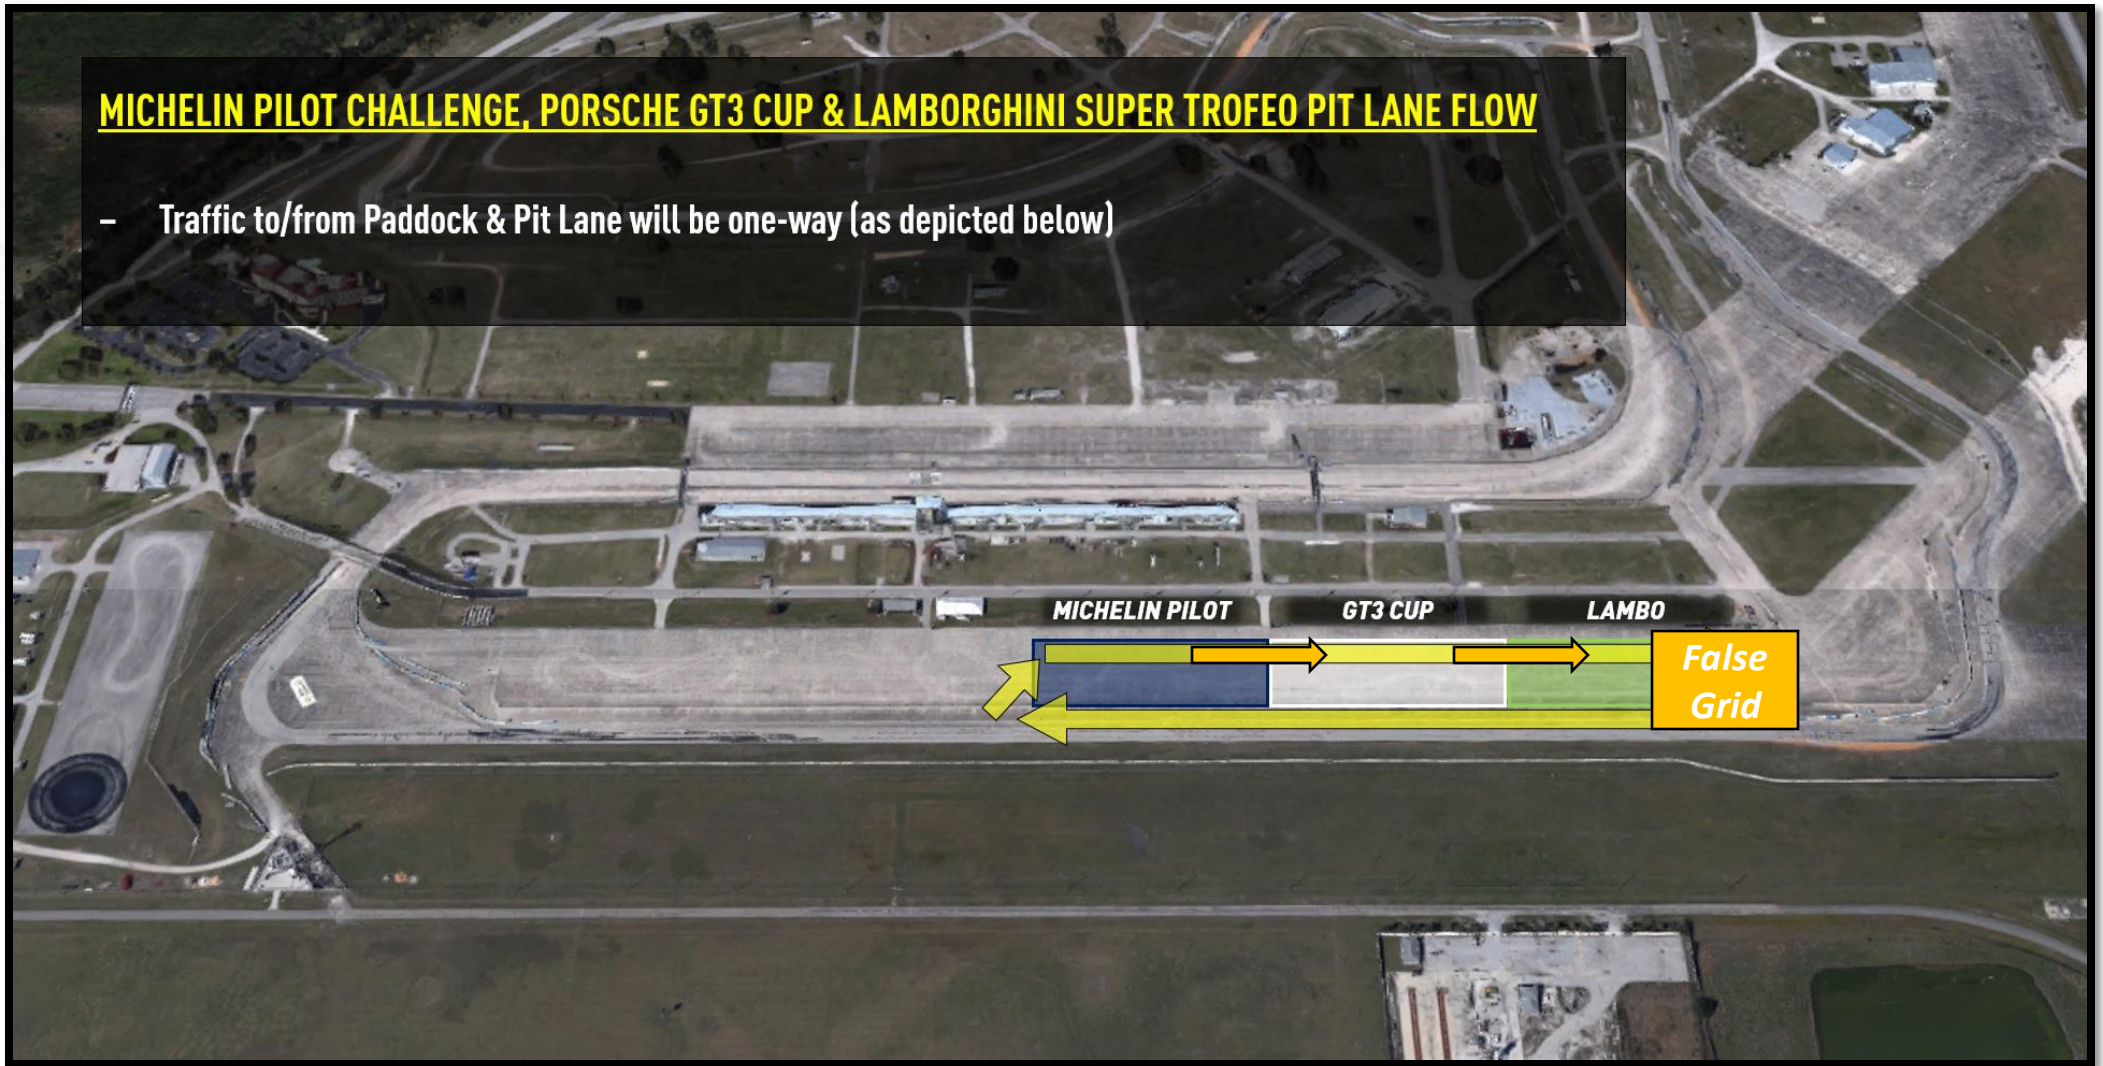 MICHELIN PILOT CHALLENGE, PORSCHE GT3 CUP & LAMBORGHINI SUPER TROFEO PIT LANE FLOW
– Traffic to/from Paddock & Pit Lane will be one-way (as depicted below)
MICHELIN PILOT GT3 CUP LAMBO
False
Grid